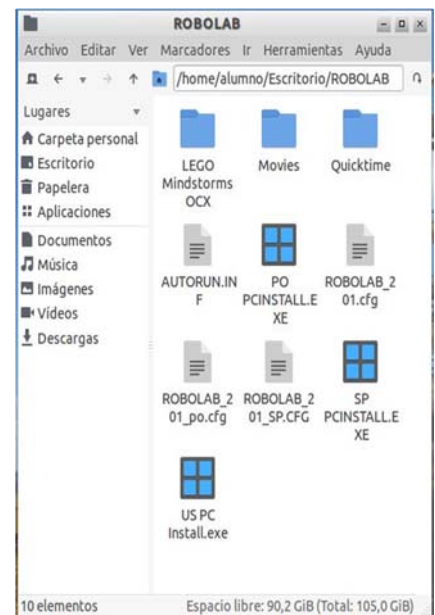 ROBOLAB
Archivo Editar Ver Marcadores Ir Herramientas Ayuda
/home/alumno/Escritorio/ROBOLAB
Lugares
Carpeta personal
Escritorio
Papelera
Aplicaciones
Documentos
Música
Imágenes
Vídeos
Descargas
LEGO
Mindstorms
OCX
Movies
Quicktime
AUTORUN.IN
F
PO
PCINSTALL.E
XE
ROBOLAB_2
01.cfg
ROBOLAB_2
01_po.cfg
ROBOLAB_2
01_SP.CFG
SP
PCINSTALL.E
XE
US PC
Install.exe
10 elementos
Espacio libre: 90,2 GiB (Total: 105,0 GiB)